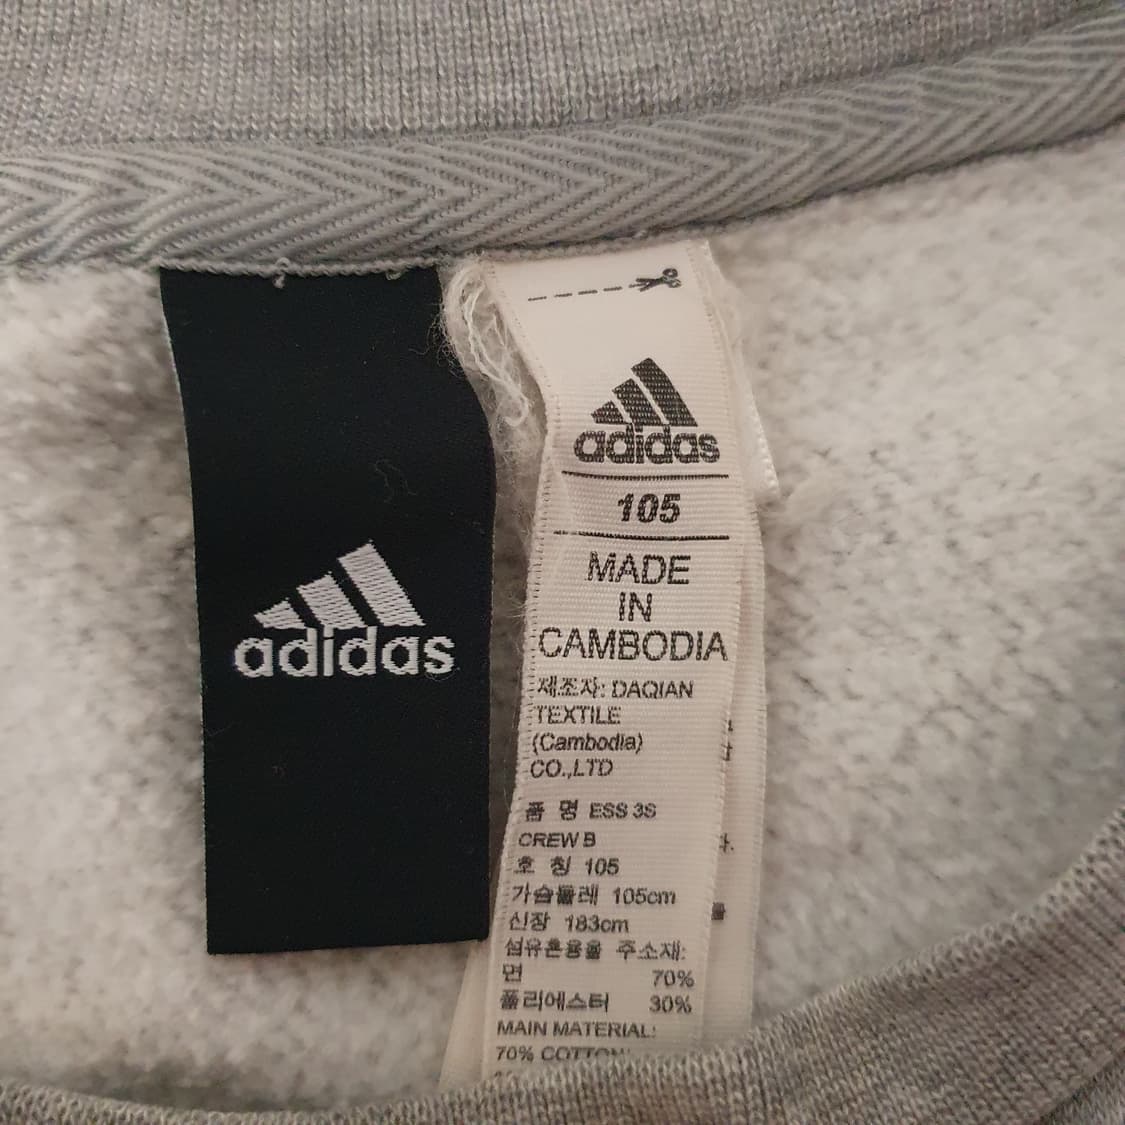 adidas
adidas
105
MADE
IN
CAMBODIA
제조자: DAQIAN
TEXTILE
(Cambodia)
CO.,LTD
품 명 ESS 3S
CREW B
호 칭 105
가슴둘레 105cm
신장 183cm
섬유혼용율 주소재:
면 70%
폴리에스터 30%
MAIN MATERIAL:
70% COTTON